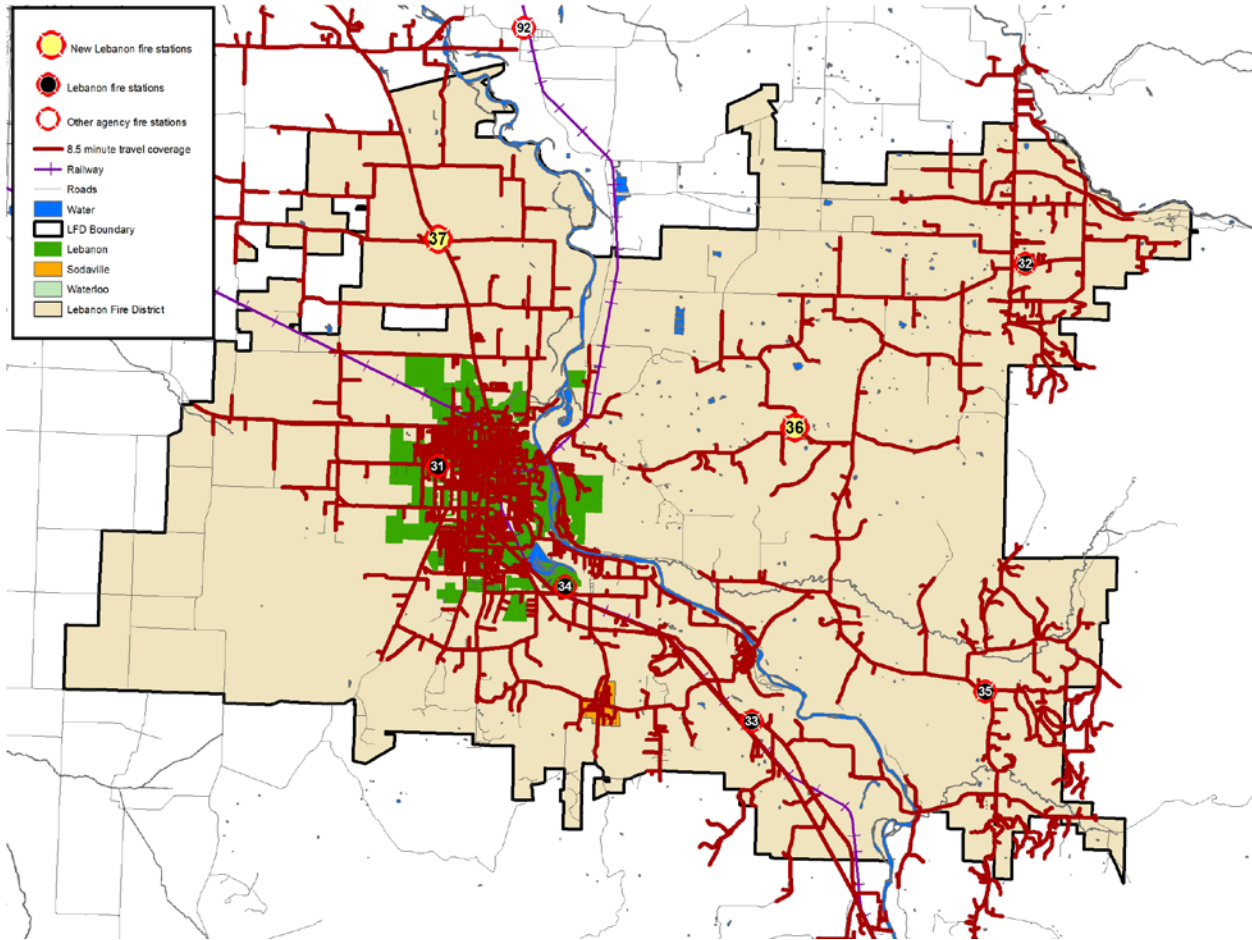 New Lebanon fire stations
Lebanon fire stations
Other agency fire stations
8.5 minute travel coverage
Railway
Roads
Water
LFD Boundary
Lebanon
Sodaville
Waterloo
Lebanon Fire District
92
37
32
36
31
34
35
33